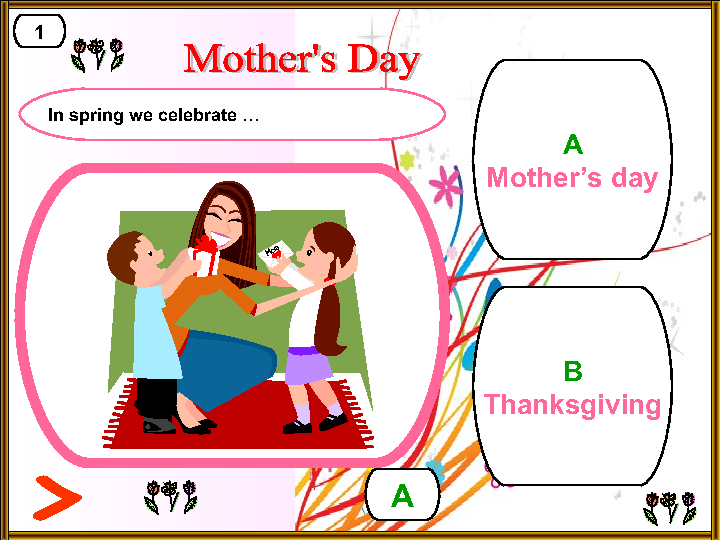 1
Mother's Day
In spring we celebrate …
A
Mother’s day
B
Thanksgiving
A